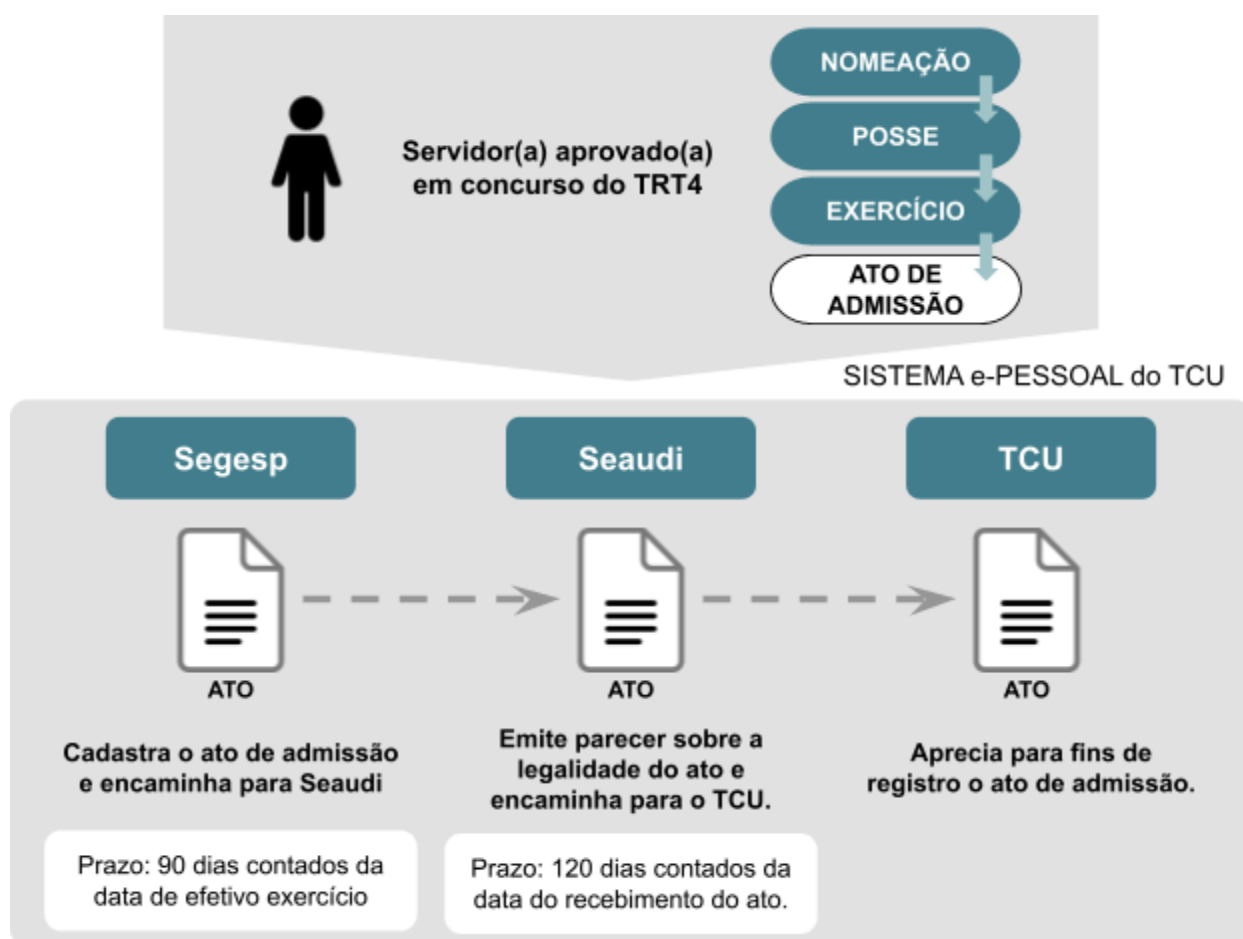 NOMEAÇÃO
Servidor(a) aprovado(a)
em concurso do TRT4
POSSE
EXERCÍCIO
ATO DE
ADMISSÃO
SISTEMA e-PESSOAL do TCU
Segesp
Seaudi
TCU
ATO
ATO
ATO
Cadastra o ato de admissão
e encaminha para Seaudi
Emite parecer sobre a
legalidade do ato e
encaminha para o TCU.
Aprecia para fins de
registro o ato de admissão.
Prazo: 90 dias contados da
data de efetivo exercício
Prazo: 120 dias contados da
data do recebimento do ato.